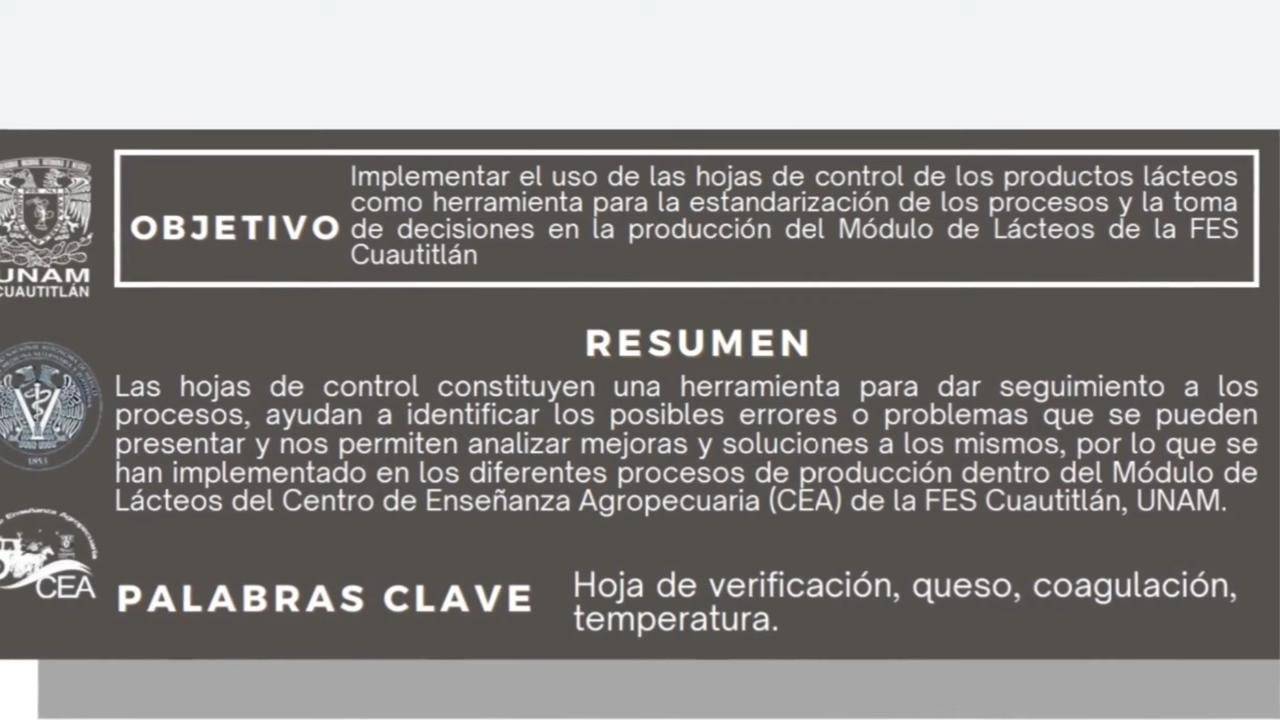 OBJETIVO
Implementar el uso de las hojas de control de los productos lácteos
como herramienta para la estandarización de los procesos y la toma
de decisiones en la producción del Módulo de Lácteos de la FES
Cuautitlán
UNAM
CUAUTITLÁN
RESUMEN
Las hojas de control constituyen una herramienta para dar seguimiento a los
procesos, ayudan a identificar los posibles errores o problemas que se pueden
presentar y nos permiten analizar mejoras y soluciones a los mismos, por lo que se
han implementado en los diferentes procesos de producción dentro del Módulo de
Lácteos del Centro de Enseñanza Agropecuaria (CEA) de la FES Cuautitlán, UNAM.
Enseñanza Agropecuaria
CEA
PALABRAS CLAVE
Hoja de verificación, queso, coagulación,
temperatura.